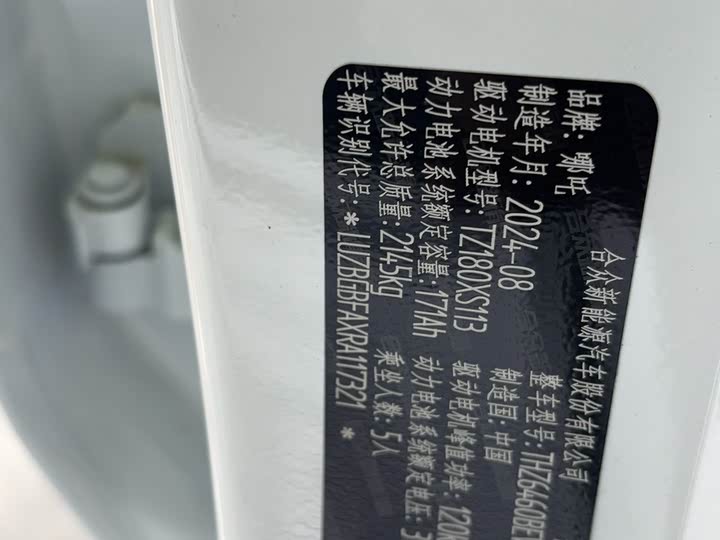 合众新能源汽车股份有限公司
品牌：哪吒 整车型号：THZ6460BE
制造年月：2024-08 制造国：中国
驱动电机型号：TZ180XS113 驱动电机峰值功率：120
动力电池系统额定容量：171Ah 动力电池系统额定电压：3
最大允许总质量：2145kg 乘坐人数：5人
车辆识别代号：*LUZBGBFAXRA117321*